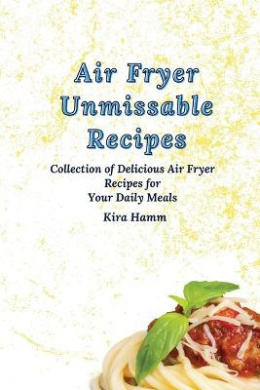 Air Fryer
Unmissable
Recipes
Collection of Delicious Air Fryer
Recipes for
Your Daily Meals
Kira Hamm